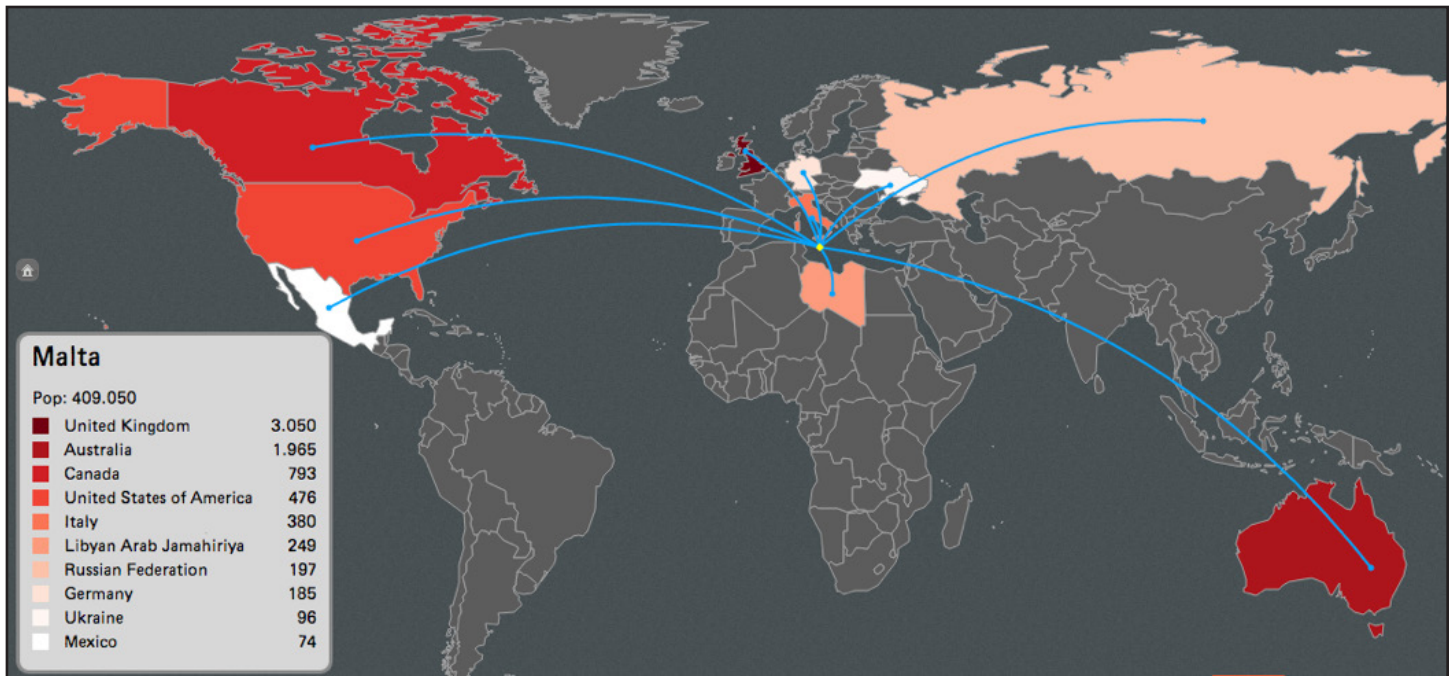 Malta
Pop: 409.050
United Kingdom 3.050
Australia 1.965
Canada 793
United States of America 476
Italy 380
Libyan Arab Jamahiriya 249
Russian Federation 197
Germany 185
Ukraine 96
Mexico 74